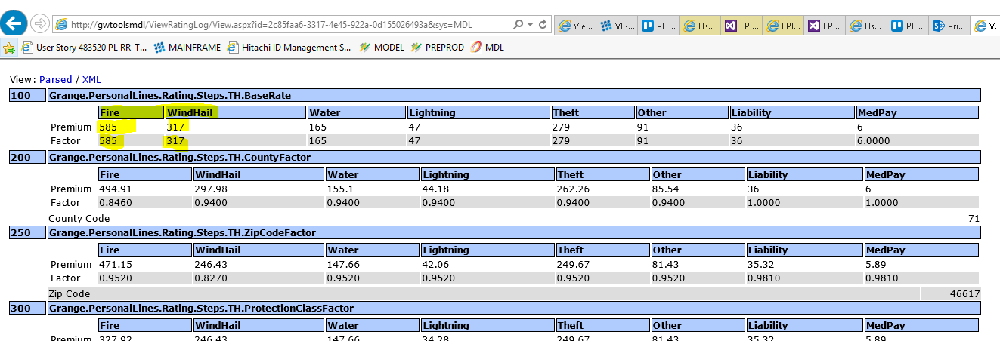 http://gwtoolsmdl/ViewRatingLog/View.aspx?id=2c85faa6-3317-4e45-922a-0d155026493a&sys=MDL Vie... VIR... PL ... Us... EPI... EPI... EPI... Us... PL ... Pri... V.
User Story 483520 PL RR-T... MAINFRAME Hitachi ID Management S... MODEL PREPROD MDL
View : Parsed / XML
100 Grange.PersonalLines.Rating.Steps.TH.BaseRate
Fire WindHail Water Lightning Theft Other Liability MedPay
Premium 585 317 165 47 279 91 36 6
Factor 585 317 165 47 279 91 36 6.0000
200 Grange.PersonalLines.Rating.Steps.TH.CountyFactor
Fire WindHail Water Lightning Theft Other Liability MedPay
Premium 494.91 297.98 155.1 44.18 262.26 85.54 36 6
Factor 0.8460 0.9400 0.9400 0.9400 0.9400 0.9400 1.0000 1.0000
County Code 71
250 Grange.PersonalLines.Rating.Steps.TH.ZipCodeFactor
Fire WindHail Water Lightning Theft Other Liability MedPay
Premium 471.15 246.43 147.66 42.06 249.67 81.43 35.32 5.89
Factor 0.9520 0.8270 0.9520 0.9520 0.9520 0.9520 0.9810 0.9810
Zip Code 46617
300 Grange.PersonalLines.Rating.Steps.TH.ProtectionClassFactor
Fire WindHail Water Lightning Theft Other Liability MedPay
Premium 327.92 246.43 147.66 34.28 249.67 81.43 35.32 5.89